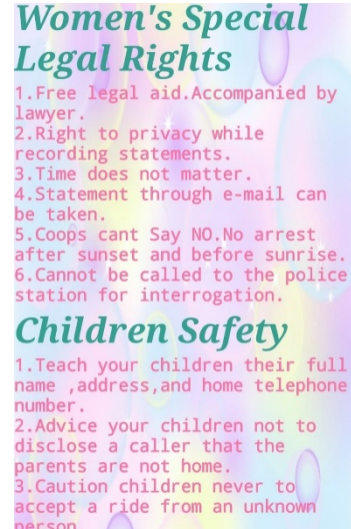 Women's Special
Legal Rights
1.Free legal aid.Accompanied by
lawyer.
2.Right to privacy while
recording statements.
3.Time does not matter.
4.Statement through e-mail can
be taken.
5.Coops cant Say NO.No arrest
after sunset and before sunrise.
6.Cannot be called to the police
station for interrogation.
Children Safety
1.Teach your children their full
name ,address,and home telephone
number.
2.Advice your children not to
disclose a caller that the
parents are not home.
3.Caution children never to
accept a ride from an unknown
person